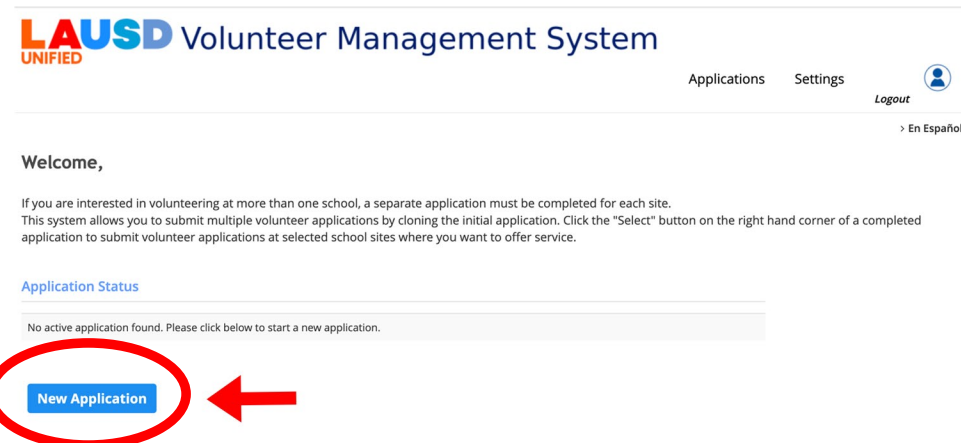 LAUSD Volunteer Management System
UNIFIED
Applications Settings
Logout
> En Español
Welcome,
If you are interested in volunteering at more than one school, a separate application must be completed for each site.
This system allows you to submit multiple volunteer applications by cloning the initial application. Click the "Select" button on the right hand corner of a completed
application to submit volunteer applications at selected school sites where you want to offer service.
Application Status
No active application found. Please click below to start a new application.
New Application